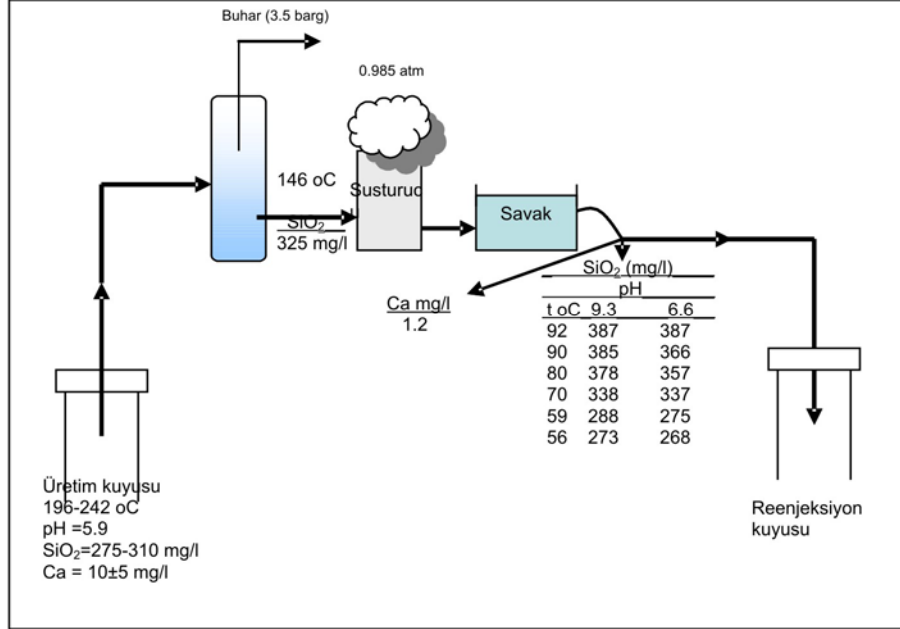 Buhar (3.5 barg)
0.985 atm
146 oC
Susturuc
SiO₂
325 mg/l
Savak
SiO₂ (mg/l)
pH
t oC 9.3 6.6
92 387 387
90 385 366
80 378 357
70 338 337
59 288 275
56 273 268
Ca mg/l
1.2
Üretim kuyusu
196-242 oC
pH =5.9
SiO₂=275-310 mg/l
Ca = 10±5 mg/l
Reenjeksiyon
kuyusu